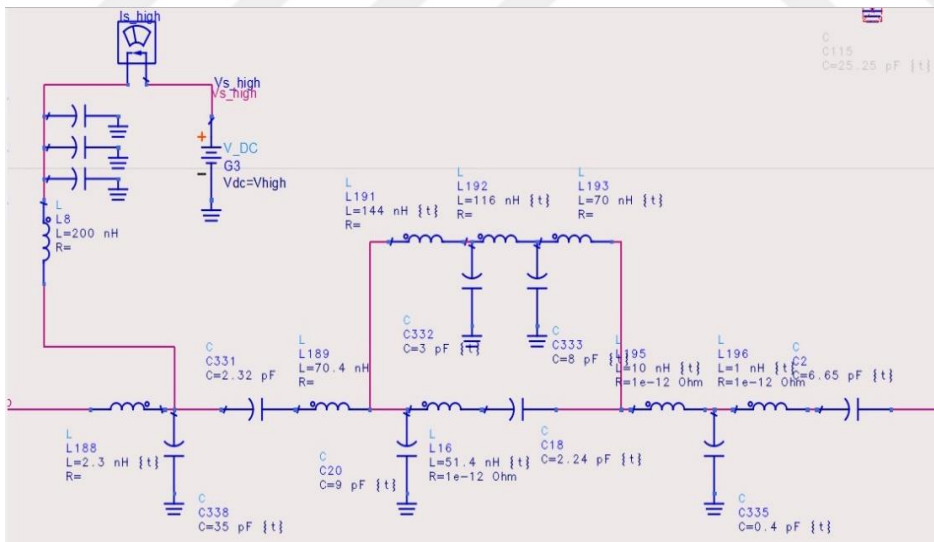 Is_high
C
C115
C=25.25 pF {t}
Vs_high
Vs_high
V_DC
G3
Vdc=Vhigh
L
L8
L=200 nH
R=
L
L191
L=144 nH {t}
R=
L
L192
L=116 nH {t}
R=
L
L193
L=70 nH {t}
R=
C
C332
C=3 pF {t}
C
C333
C=8 pF {t}
C
C331
C=2.32 pF
L
L189
L=70.4 nH
R=
L
L195
L=10 nH {t}
R=1e-12 Ohm
L
L196
L=1 nH {t}
R=1e-12 Ohm
C
C2
C=6.65 pF {t}
L
L188
L=2.3 nH {t}
R=
C
C338
C=35 pF {t}
C
C20
C=9 pF {t}
L
L16
L=51.4 nH {t}
R=1e-12 Ohm
C
C18
C=2.24 pF {t}
C
C335
C=0.4 pF {t}